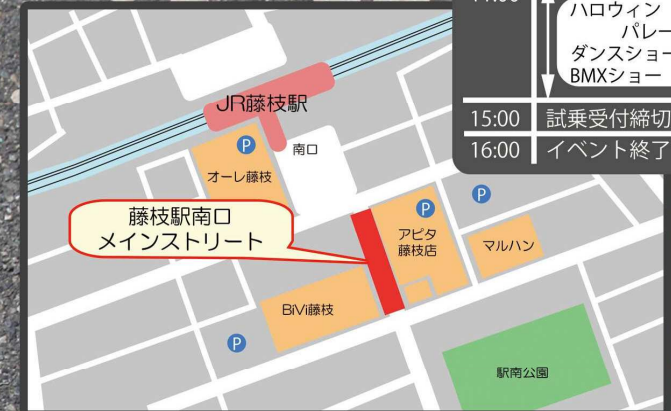 ハロウィン
パレー
ダンスショー
BMXショー
15:00 試乗受付締切
16:00 イベント終了
JR藤枝駅
P
南口
オーレ藤枝
藤枝駅南口
メインストリート
P
P
アピタ
藤枝店
マルハン
BiVi藤枝
P
駅南公園